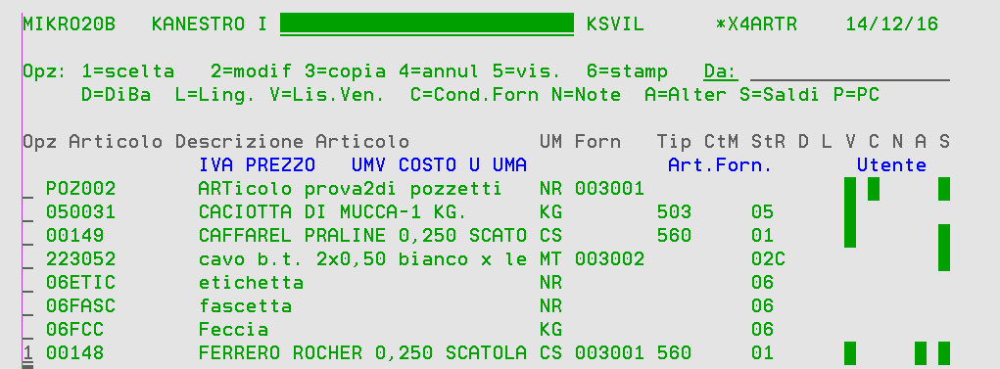 MIKRO20B KANESTRO I KSVIL *X4ARTR 14/12/16
Opz: 1=scelta 2=modif 3=copia 4=annul 5=vis. 6=stamp Da:
D=DiBa L=Ling. V=Lis.Ven. C=Cond.Forn N=Note A=Alter S=Saldi P=PC
Opz Articolo Descrizione Articolo UM Forn Tip CtM StR D L V C N A S
IVA PREZZO UMV COSTO U UMA Art.Forn. Utente
_ POZ002 ARTicolo prova2di pozzetti NR 003001
_ 050031 CACIOTTA DI MUCCA-1 KG. KG 503 05
_ 00149 CAFFAREL PRALINE 0,250 SCATO CS 560 01
_ 223052 cavo b.t. 2x0,50 bianco x le MT 003002 02C
_ 06ETIC etichetta NR 06
_ 06FASC fascetta NR 06
_ 06FCC Feccia KG 06
1 00148 FERRERO ROCHER 0,250 SCATOLA CS 003001 560 01